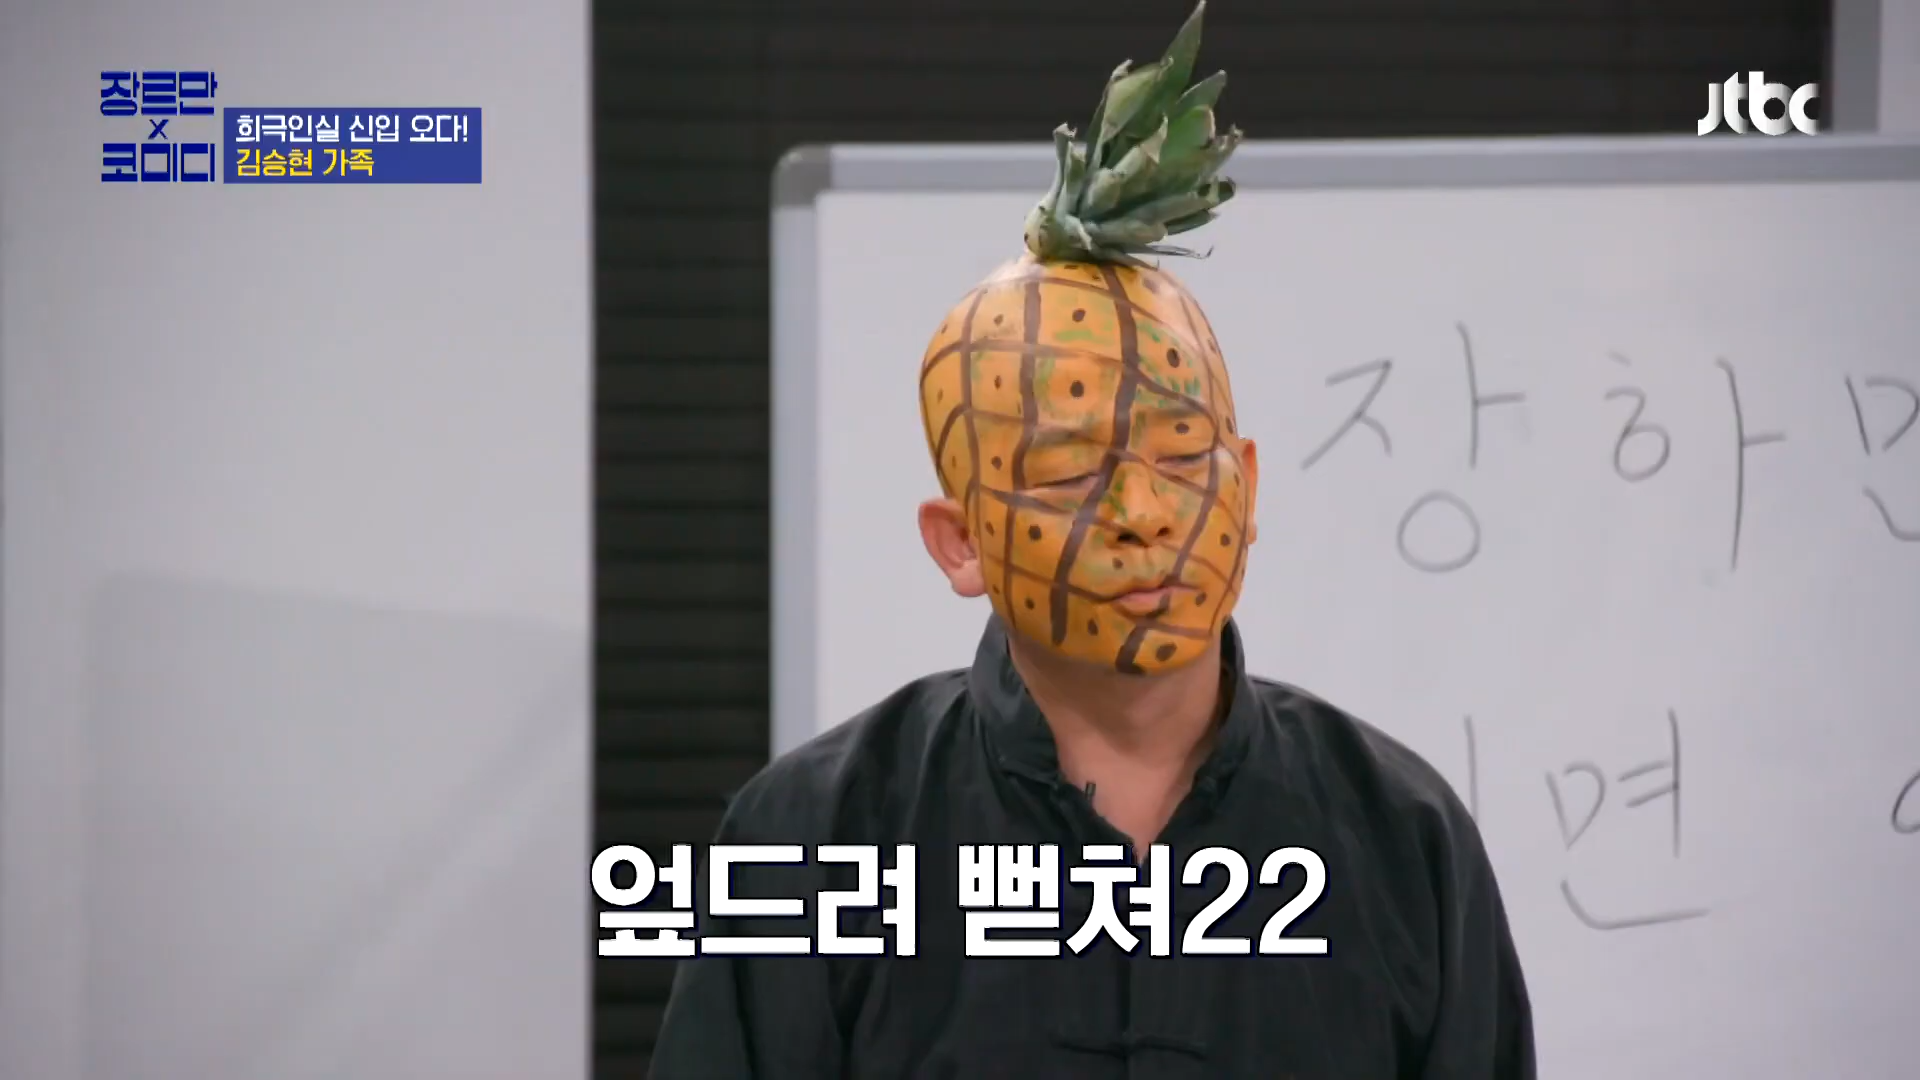 장르만
x
코미디
희극인실 신입 오다!
김승현 가족
jtbc
장하면
면
엎드려 뻗쳐22